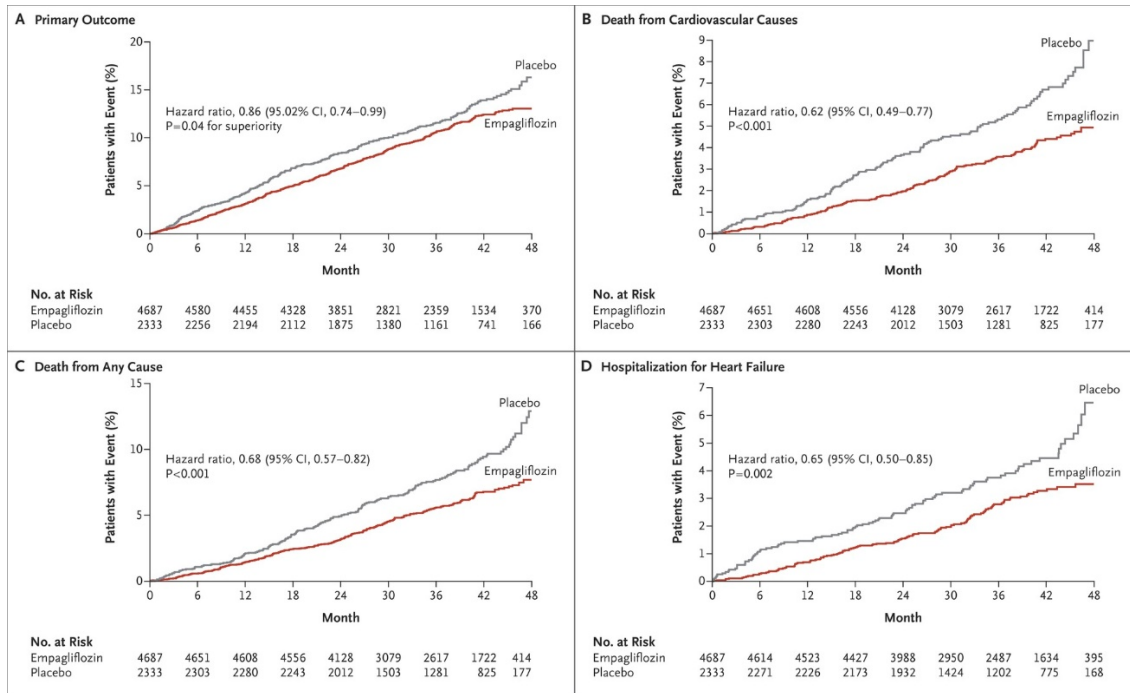 A Primary Outcome
Patients with Event (%)
20
15
10
5
0
Placebo
Hazard ratio, 0.86 (95.02% CI, 0.74–0.99)
P=0.04 for superiority
Empagliflozin
0 6 12 18 24 30 36 42 48
Month
No. at Risk
Empagliflozin 4687 4580 4455 4328 3851 2821 2359 1534 370
Placebo 2333 2256 2194 2112 1875 1380 1161 741 166
B Death from Cardiovascular Causes
Patients with Event (%)
9
8
7
6
5
4
3
2
1
0
Placebo
Hazard ratio, 0.62 (95% CI, 0.49–0.77)
P<0.001
Empagliflozin
0 6 12 18 24 30 36 42 48
Month
No. at Risk
Empagliflozin 4687 4651 4608 4556 4128 3079 2617 1722 414
Placebo 2333 2303 2280 2243 2012 1503 1281 825 177
C Death from Any Cause
Patients with Event (%)
15
10
5
0
Placebo
Hazard ratio, 0.68 (95% CI, 0.57–0.82)
P<0.001
Empagliflozin
0 6 12 18 24 30 36 42 48
Month
No. at Risk
Empagliflozin 4687 4651 4608 4556 4128 3079 2617 1722 414
Placebo 2333 2303 2280 2243 2012 1503 1281 825 177
D Hospitalization for Heart Failure
Patients with Event (%)
7
6
5
4
3
2
1
0
Placebo
Hazard ratio, 0.65 (95% CI, 0.50–0.85)
P=0.002
Empagliflozin
0 6 12 18 24 30 36 42 48
Month
No. at Risk
Empagliflozin 4687 4614 4523 4427 3988 2950 2487 1634 395
Placebo 2333 2271 2226 2173 1932 1424 1202 775 168